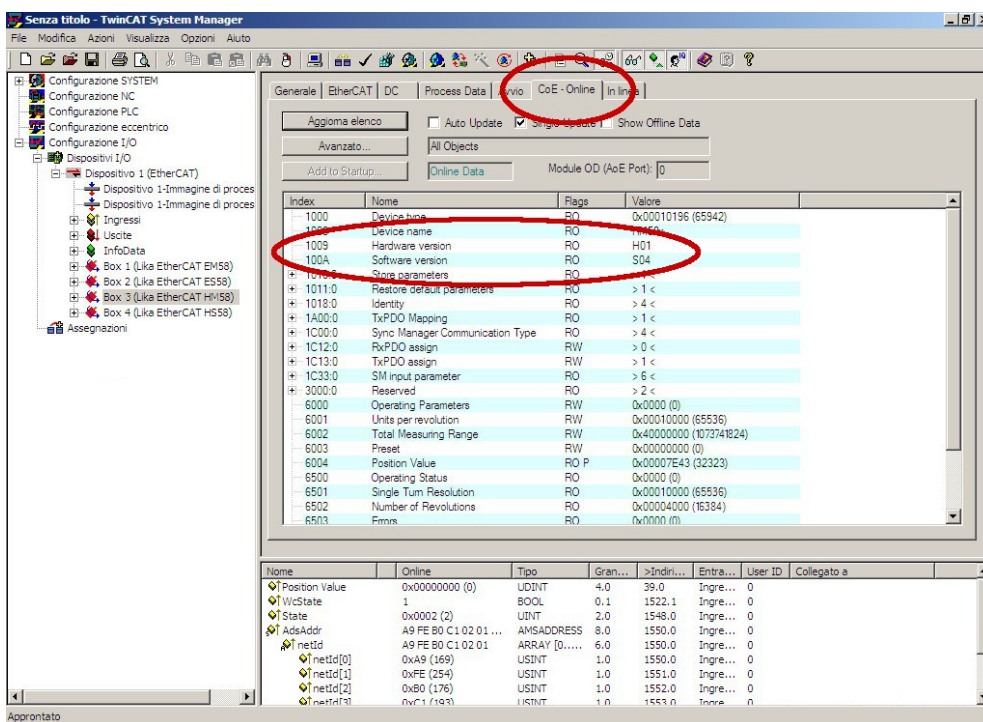 Senza titolo - TwinCAT System Manager
File Modifica Azioni Visualizza Opzioni Aiuto
Configurazione SYSTEM
Configurazione NC
Configurazione PLC
Configurazione eccentrico
Configurazione I/O
Dispositivi I/O
Dispositivo 1 (EtherCAT)
Dispositivo 1-Immagine di proces
Dispositivo 1-Immagine di proces
Ingressi
Uscite
InfoData
Box 1 (Lika EtherCAT EM58)
Box 2 (Lika EtherCAT ES58)
Box 3 (Lika EtherCAT HM58)
Box 4 (Lika EtherCAT HS58)
Assegnazioni
Generale EtherCAT DC Process Data Avvio CoE - Online In linea
Aggiorna elenco Auto Update Single Update Show Offline Data
Avanzato... All Objects
Add to Startup... Online Data Module OD (AoE Port): 0
Index Nome Flags Valore
1000 Device type RO 0x00010196 (65942)
1008 Device name RO
1009 Hardware version RO H01
100A Software version RO S04
1010:0 Store parameters RO > 1 <
1011:0 Restore default parameters RO > 1 <
1018:0 Identity RO > 4 <
1A00:0 TxPDO Mapping RO > 1 <
1C00:0 Sync Manager Communication Type RO > 4 <
1C12:0 RxPDO assign RW > 0 <
1C13:0 TxPDO assign RW > 1 <
1C33:0 SM input parameter RO > 6 <
3000:0 Reserved RO > 2 <
6000 Operating Parameters RW 0x0000 (0)
6001 Units per revolution RW 0x00010000 (65536)
6002 Total Measuring Range RW 0x40000000 (1073741824)
6003 Preset RW 0x00000000 (0)
6004 Position Value RO P 0x00007E43 (32323)
6500 Operating Status RO 0x0000 (0)
6501 Single Turn Resolution RO 0x00010000 (65536)
6502 Number of Revolutions RO 0x00004000 (16384)
6503 Errors RO 0x0000 (0)
Nome Online Tipo Gran... >Indiri... Entra... User ID Collegato a
Position Value 0x00000000 (0) UDINT 4.0 39.0 Ingre... 0
WcState 1 BOOL 0.1 1522.1 Ingre... 0
State 0x0002 (2) UINT 2.0 1548.0 Ingre... 0
AdsAddr A9 FE B0 C1 02 01 ... AMSADDRESS 8.0 1550.0 Ingre... 0
netId A9 FE B0 C1 02 01 ARRAY [0..... 6.0 1550.0 Ingre... 0
netId[0] 0xA9 (169) USINT 1.0 1550.0 Ingre... 0
netId[1] 0xFE (254) USINT 1.0 1551.0 Ingre... 0
netId[2] 0xB0 (176) USINT 1.0 1552.0 Ingre... 0
netId[3] 0xC1 (193) USINT 1.0 1553.0 Ingre... 0
Approntato